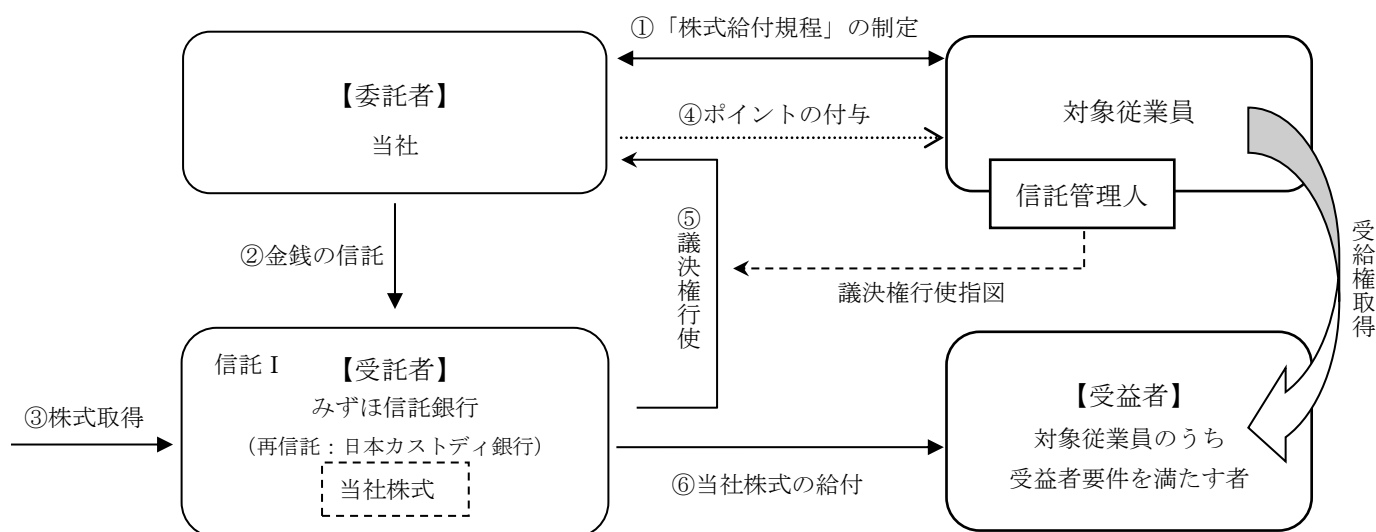 ①「株式給付規程」の制定
【委託者】
当社
④ポイントの付与
対象従業員
信託管理人
②金銭の信託
⑤議決権行使
議決権行使指図
受給権取得
信託Ⅰ
【受託者】
みずほ信託銀行
(再信託：日本カストディ銀行)
当社株式
③株式取得
⑥当社株式の給付
【受益者】
対象従業員のうち
受益者要件を満たす者